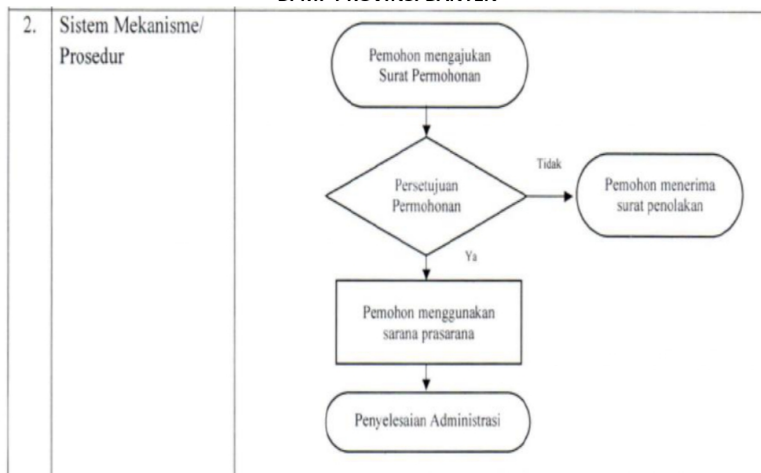 2.
Sistem Mekanisme/
Prosedur
Pemohon mengajukan
Surat Permohonan
Persetujuan
Permohonan
Tidak
Pemohon menerima
surat penolakan
Ya
Pemohon menggunakan
sarana prasarana
Penyelesaian Administrasi